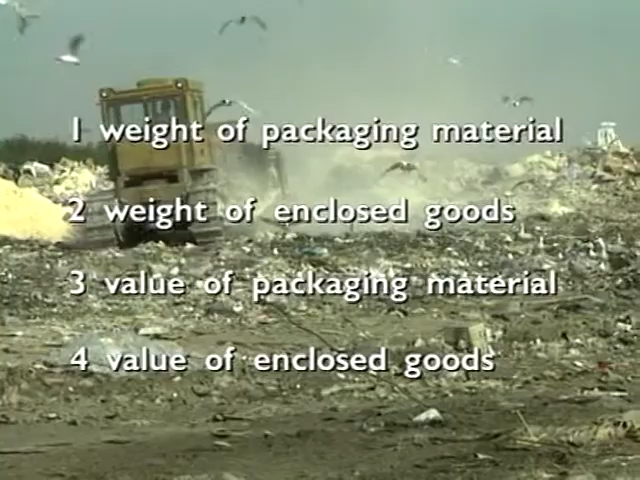 1 weight of packaging material
2 weight of enclosed goods
3 value of packaging material
4 value of enclosed goods